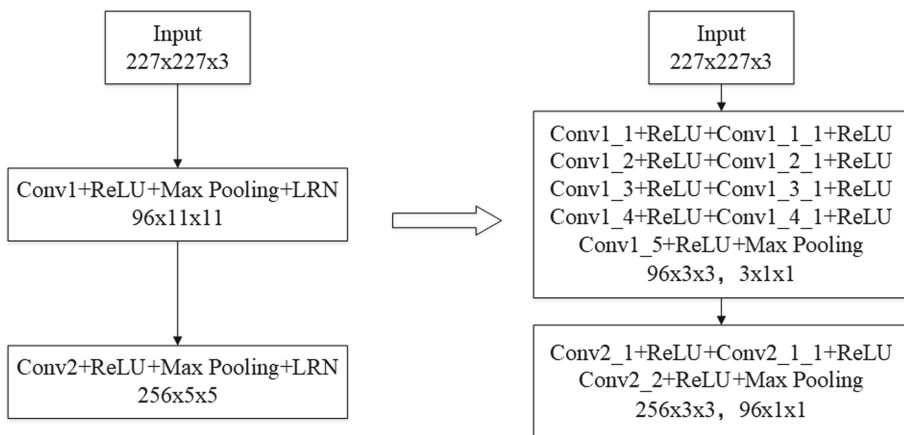 Input
227x227x3
Conv1+ReLU+Max Pooling+LRN
96x11x11
Conv2+ReLU+Max Pooling+LRN
256x5x5
Input
227x227x3
Conv1_1+ReLU+Conv1_1_1+ReLU
Conv1_2+ReLU+Conv1_2_1+ReLU
Conv1_3+ReLU+Conv1_3_1+ReLU
Conv1_4+ReLU+Conv1_4_1+ReLU
Conv1_5+ReLU+Max Pooling
96x3x3，3x1x1
Conv2_1+ReLU+Conv2_1_1+ReLU
Conv2_2+ReLU+Max Pooling
256x3x3，96x1x1